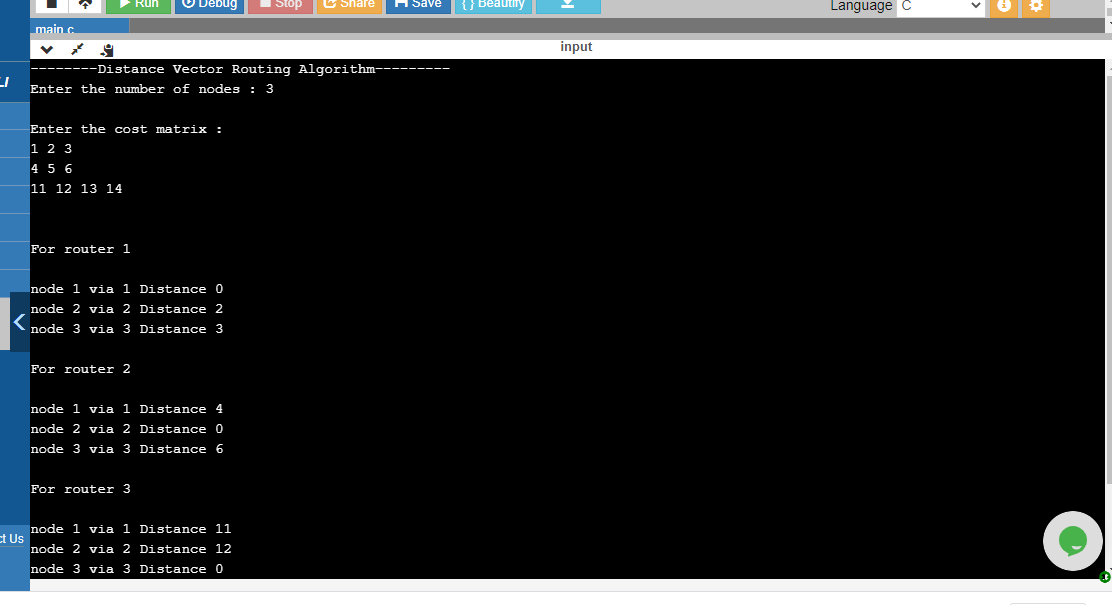 Run Debug Stop Share Save { } Beautify Language C
main.c
input
--------Distance Vector Routing Algorithm---------
Enter the number of nodes : 3
Enter the cost matrix :
1 2 3
4 5 6
11 12 13 14
For router 1
node 1 via 1 Distance 0
node 2 via 2 Distance 2
node 3 via 3 Distance 3
For router 2
node 1 via 1 Distance 4
node 2 via 2 Distance 0
node 3 via 3 Distance 6
For router 3
node 1 via 1 Distance 11
node 2 via 2 Distance 12
node 3 via 3 Distance 0
Us